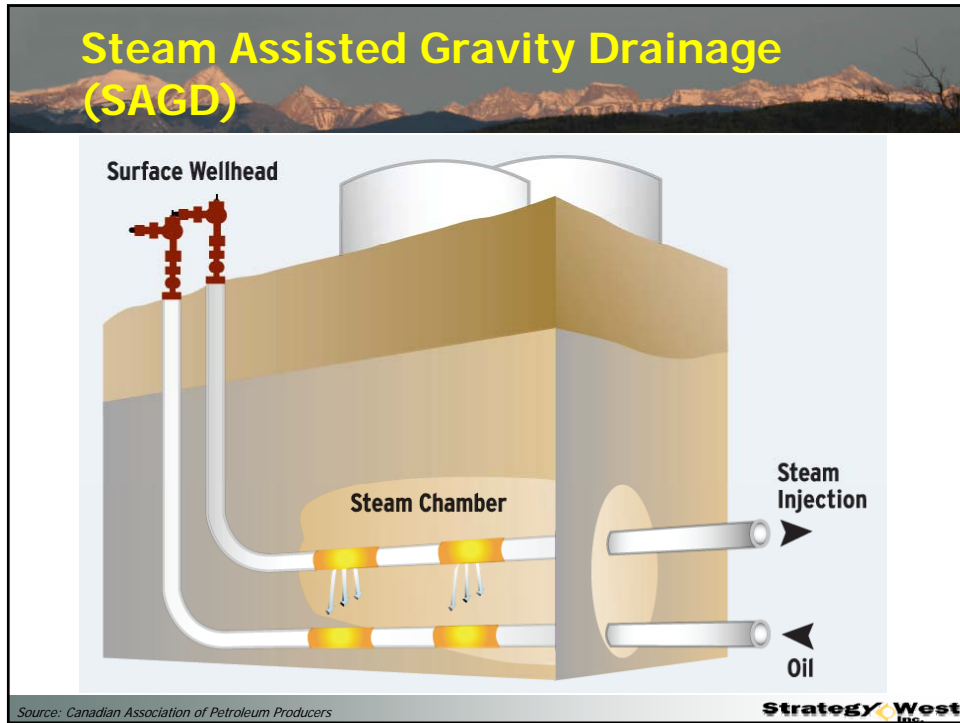 Steam Assisted Gravity Drainage
(SAGD)
Surface Wellhead
Steam Chamber
Steam
Injection
Oil
Source: Canadian Association of Petroleum Producers
Strategy West
Inc.